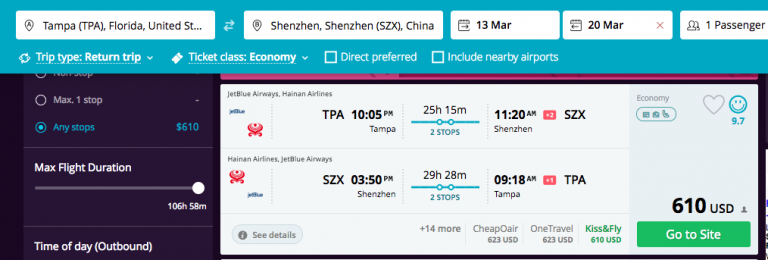 Tampa (TPA), Florida, United St...
Shenzhen, Shenzhen (SZX), China
13 Mar
20 Mar
1 Passenger
Trip type: Return trip
Ticket class: Economy
Direct preferred
Include nearby airports
Non stop
-
Max. 1 stop
-
Any stops
$610
Max Flight Duration
106h 58m
Time of day (Outbound)
JetBlue Airways, Hainan Airlines
jetBlue
TPA 10:05 PM
Tampa
25h 15m
2 STOPS
11:20 AM +2 SZX
Shenzhen
Hainan Airlines, JetBlue Airways
jetBlue
SZX 03:50 PM
Shenzhen
29h 28m
2 STOPS
09:18 AM +1 TPA
Tampa
See details
+14 more
CheapOair
623 USD
OneTravel
623 USD
Kiss&Fly
610 USD
Economy
9.7
610 USD
Go to Site